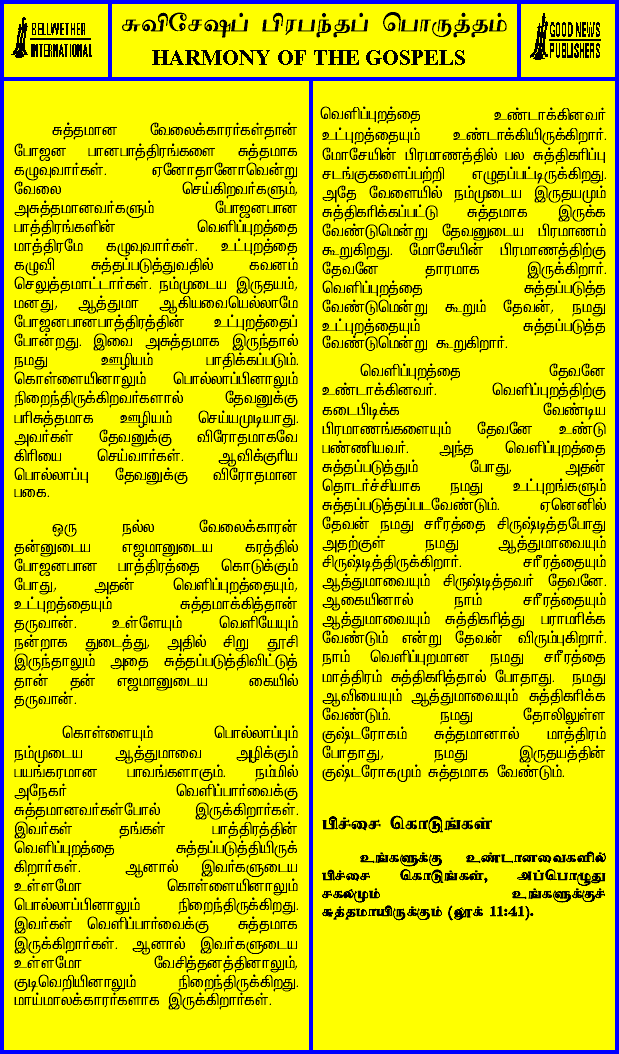 BELLWETHER
INTERNATIONAL
சுவிசேஷப் பிரபந்தப் பொருத்தம்
HARMONY OF THE GOSPELS
GOOD NEWS
PUBLISHERS
சுத்தமான வேலைக்காரர்கள்தான்
போஜன பானபாத்திரங்களை சுத்தமாக
கழுவுவார்கள். ஏனோதானோவென்று
வேலை செய்கிறவர்களும்,
அசுத்தமானவர்களும் போஜனபான
பாத்திரங்களின் வெளிப்புறத்தை
மாத்திரமே கழுவுவார்கள். உட்புறத்தை
கழுவி சுத்தப்படுத்துவதில் கவனம்
செலுத்தமாட்டார்கள். நம்முடைய இருதயம்,
மனது, ஆத்துமா ஆகியவையெல்லாமே
போஜனபானபாத்திரத்தின் உட்புறத்தைப்
போன்றது. இவை அசுத்தமாக இருந்தால்
நமது ஊழியம் பாதிக்கப்படும்.
கொள்ளையினாலும் பொல்லாப்பினாலும்
நிறைந்திருக்கிறவர்களால் தேவனுக்கு
பரிசுத்தமாக ஊழியம் செய்யமுடியாது.
அவர்கள் தேவனுக்கு விரோதமாகவே
கிரியை செய்வார்கள். ஆவிக்குரிய
பொல்லாப்பு தேவனுக்கு விரோதமான
பகை.
ஒரு நல்ல வேலைக்காரன்
தன்னுடைய எஜமானுடைய கரத்தில்
போஜனபான பாத்திரத்தை கொடுக்கும்
போது, அதன் வெளிப்புறத்தையும்,
உட்புறத்தையும் சுத்தமாக்கித்தான்
தருவான். உள்ளேயும் வெளியேயும்
நன்றாக துடைத்து, அதில் சிறு தூசி
இருந்தாலும் அதை சுத்தப்படுத்திவிட்டுத்
தான் தன் எஜமானுடைய கையில்
தருவான்.
கொள்ளையும் பொல்லாப்பும்
நம்முடைய ஆத்துமாவை அழிக்கும்
பயங்கரமான பாவங்களாகும். நம்மில்
அநேகர் வெளிப்பார்வைக்கு
சுத்தமானவர்கள்போல் இருக்கிறார்கள்.
இவர்கள் தங்கள் பாத்திரத்தின்
வெளிப்புறத்தை சுத்தப்படுத்தியிருக்
கிறார்கள். ஆனால் இவர்களுடைய
உள்ளமோ கொள்ளையினாலும்
பொல்லாப்பினாலும் நிறைந்திருக்கிறது.
இவர்கள் வெளிப்பார்வைக்கு சுத்தமாக
இருக்கிறார்கள். ஆனால் இவர்களுடைய
உள்ளமோ வேசித்தனத்தினாலும்,
குடிவெறியினாலும் நிறைந்திருக்கிறது.
மாய்மாலக்காரர்களாக இருக்கிறார்கள்.
வெளிப்புறத்தை உண்டாக்கினவர்
உட்புறத்தையும் உண்டாக்கியிருக்கிறார்.
மோசேயின் பிரமாணத்தில் பல சுத்திகரிப்பு
சடங்குகளைப்பற்றி எழுதப்பட்டிருக்கிறது.
அதே வேளையில் நம்முடைய இருதயமும்
சுத்திகரிக்கப்பட்டு சுத்தமாக இருக்க
வேண்டுமென்று தேவனுடைய பிரமாணம்
கூறுகிறது. மோசேயின் பிரமாணத்திற்கு
தேவனே தாரமாக இருக்கிறார்.
வெளிப்புறத்தை சுத்தப்படுத்த
வேண்டுமென்று கூறும் தேவன், நமது
உட்புறத்தையும் சுத்தப்படுத்த
வேண்டுமென்று கூறுகிறார்.
வெளிப்புறத்தை தேவனே
உண்டாக்கினவர். வெளிப்புறத்திற்கு
கடைபிடிக்க வேண்டிய
பிரமாணங்களையும் தேவனே உண்டு
பண்ணியவர். அந்த வெளிப்புறத்தை
சுத்தப்படுத்தும் போது, அதன்
தொடர்ச்சியாக நமது உட்புறங்களும்
சுத்தப்படுத்தப்படவேண்டும். ஏனெனில்
தேவன் நமது சரீரத்தை சிருஷ்டித்தபோது
அதற்குள் நமது ஆத்துமாவையும்
சிருஷ்டித்திருக்கிறார். சரீரத்தையும்
ஆத்துமாவையும் சிருஷ்டித்தவர் தேவனே.
ஆகையினால் நாம் சரீரத்தையும்
ஆத்துமாவையும் சுத்திகரித்து பராமரிக்க
வேண்டும் என்று தேவன் விரும்புகிறார்.
நாம் வெளிப்புறமான நமது சரீரத்தை
மாத்திரம் சுத்திகரித்தால் போதாது. நமது
ஆவியையும் ஆத்துமாவையும் சுத்திகரிக்க
வேண்டும். நமது தோலிலுள்ள
குஷ்டரோகம் சுத்தமானால் மாத்திரம்
போதாது, நமது இருதயத்தின்
குஷ்டரோகமும் சுத்தமாக வேண்டும்.
பிச்சை கொடுங்கள்
உங்களுக்கு உண்டானவைகளில்
பிச்சை கொடுங்கள், அப்பொழுது
சகலமும் உங்களுக்குச்
சுத்தமாயிருக்கும் (லூக் 11:41).